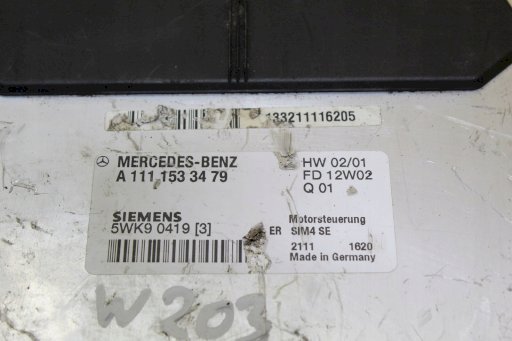 133211116205
MERCEDES-BENZ
A 111 153 34 79
HW 02/01
FD 12W02
Q 01
SIEMENS
5WK9 0419 [3]
ER
Motorsteuerung
SIM4 SE
2111 1620
Made in Germany
W203